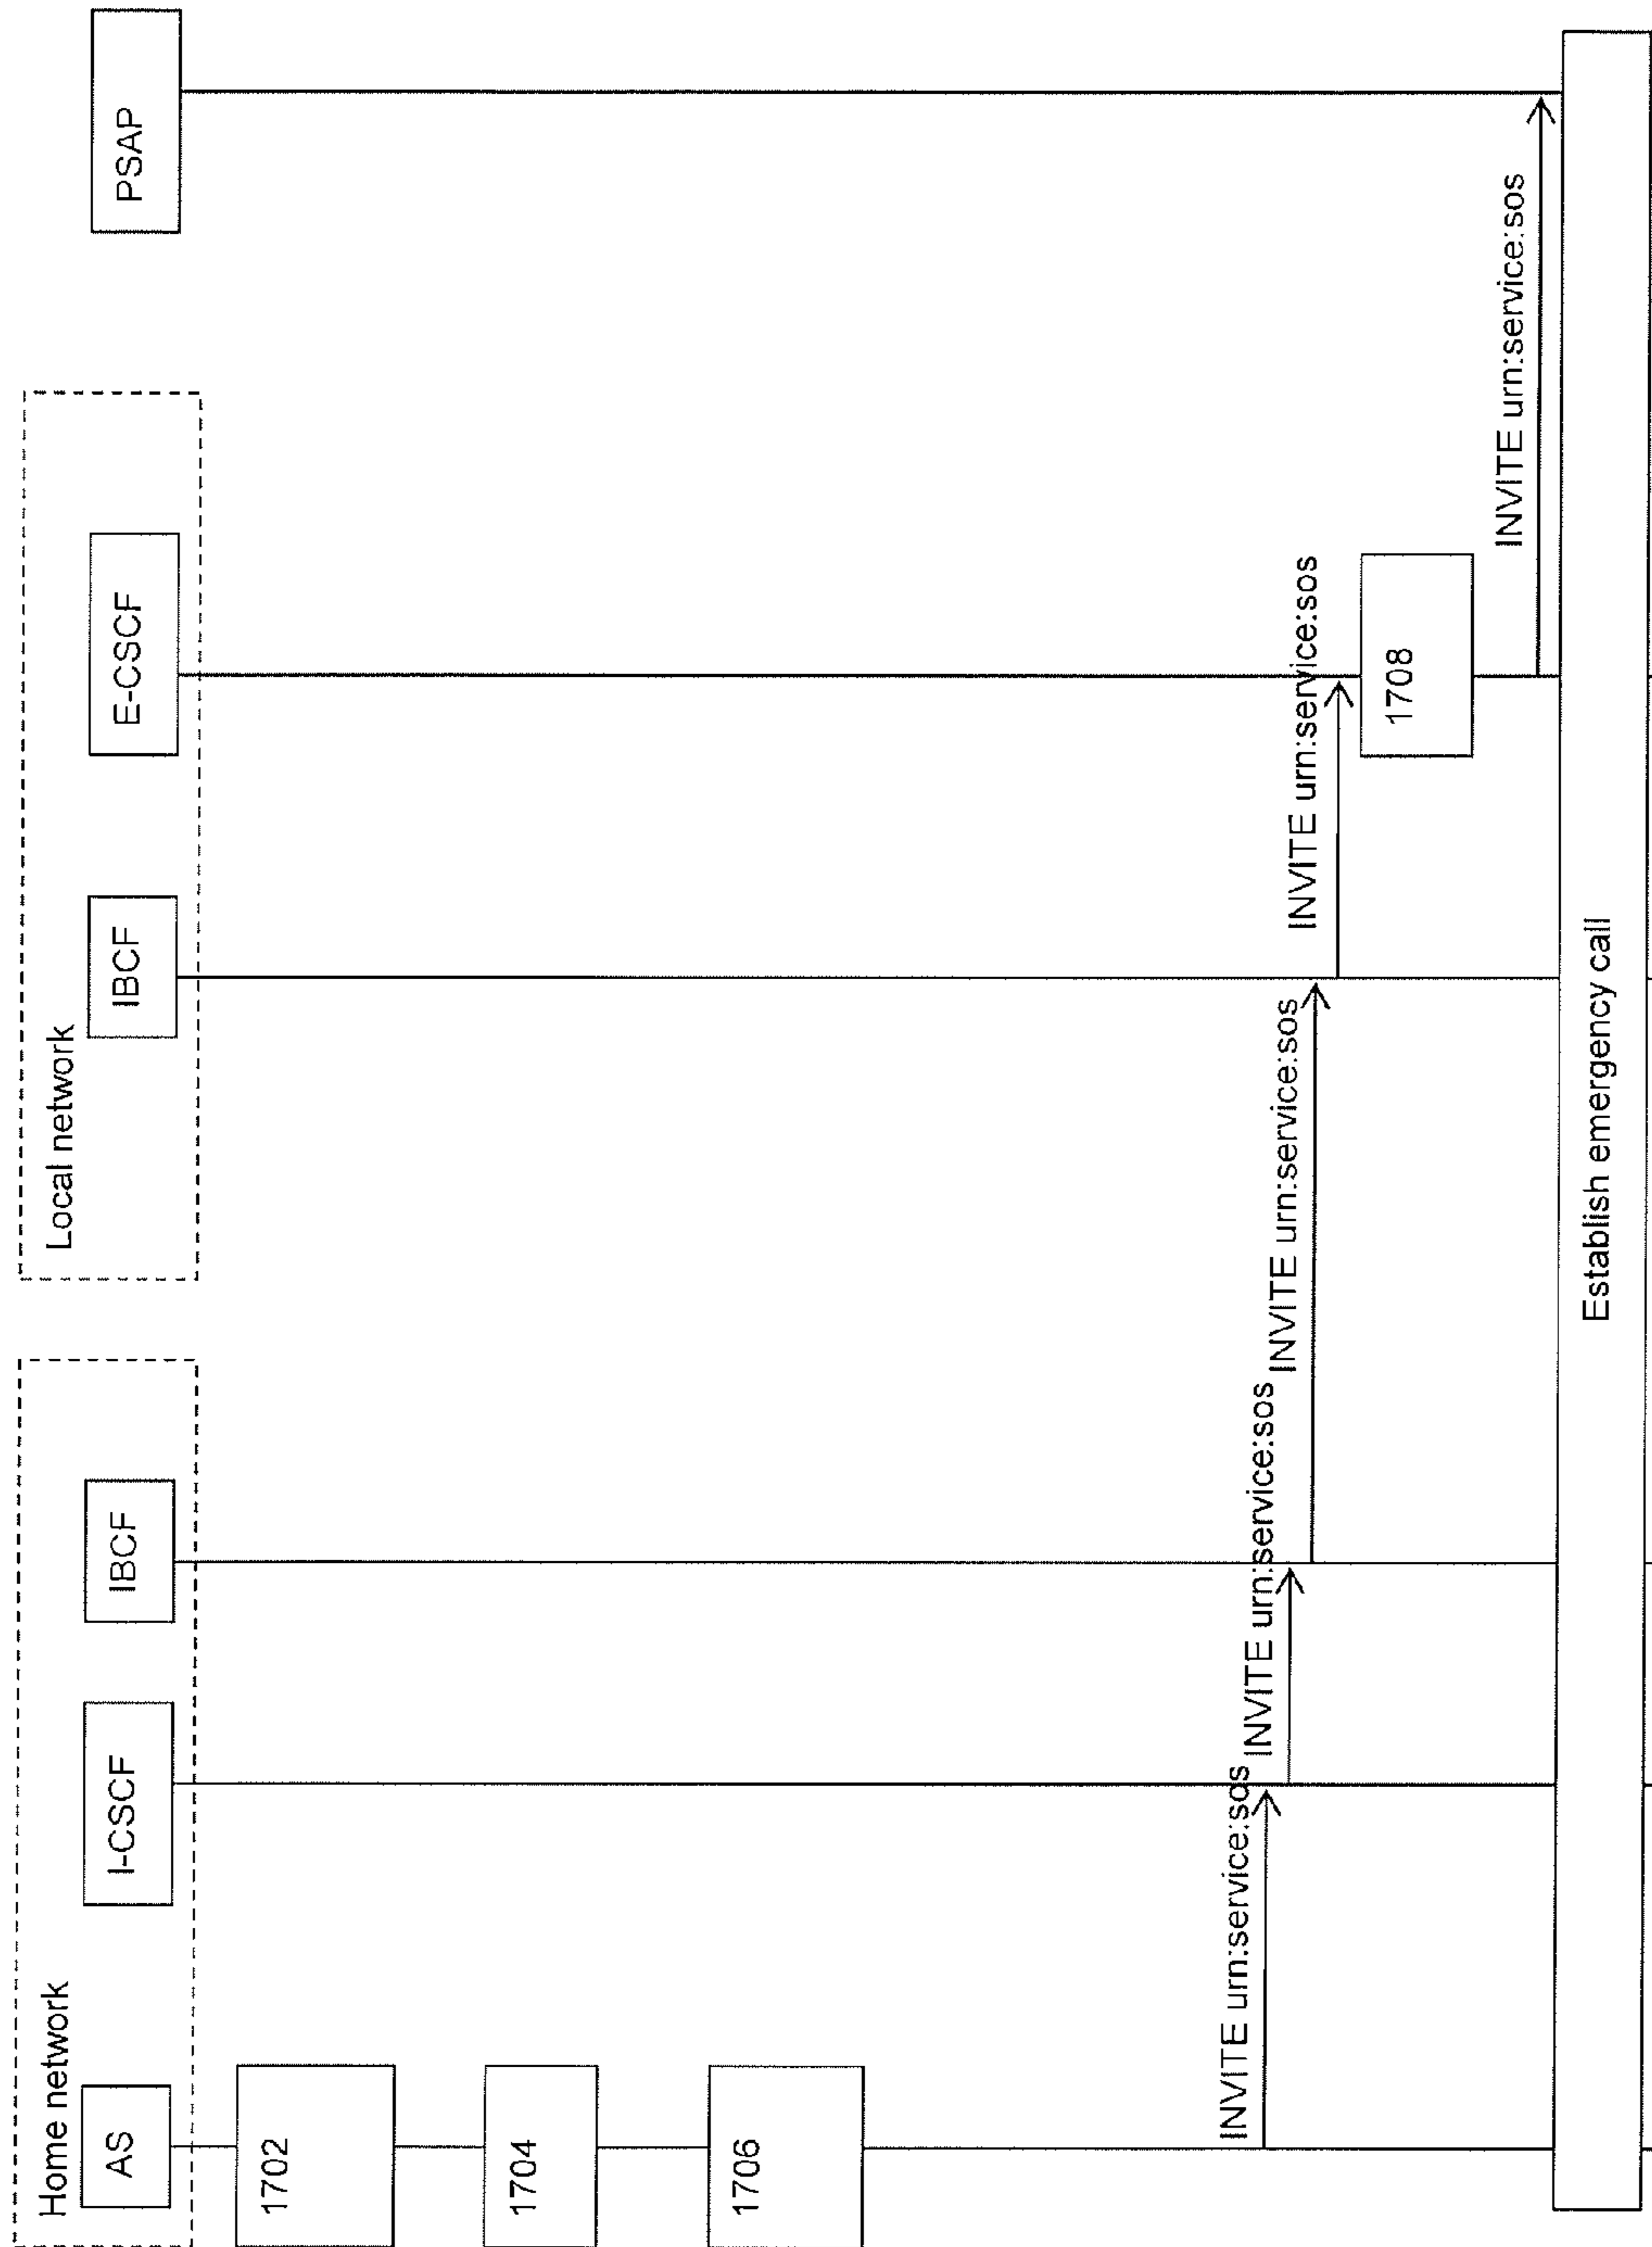 Home network
Local network
AS
I-CSCF
IBCF
IBCF
E-CSCF
PSAP
1702
1704
1706
INVITE urn:service:sos
INVITE urn:service:sos
INVITE urn:service:sos
INVITE urn:service:sos
1708
INVITE urn:service:sos
Establish emergency call